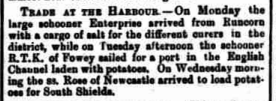 TRADE AT THE HARBOUR.—On Monday the
large schooner Enterprise arrived from Runcorn
with a cargo of salt for the different curers in the
district, while on Tuesday afternoon the schooner
R.T.K. of Fowey sailed for a port in the English
Channel laden with potatoes. On Wednesday morn-
ing the ss. Rose of Newcastle arrived to load potat-
oes for South Shields.